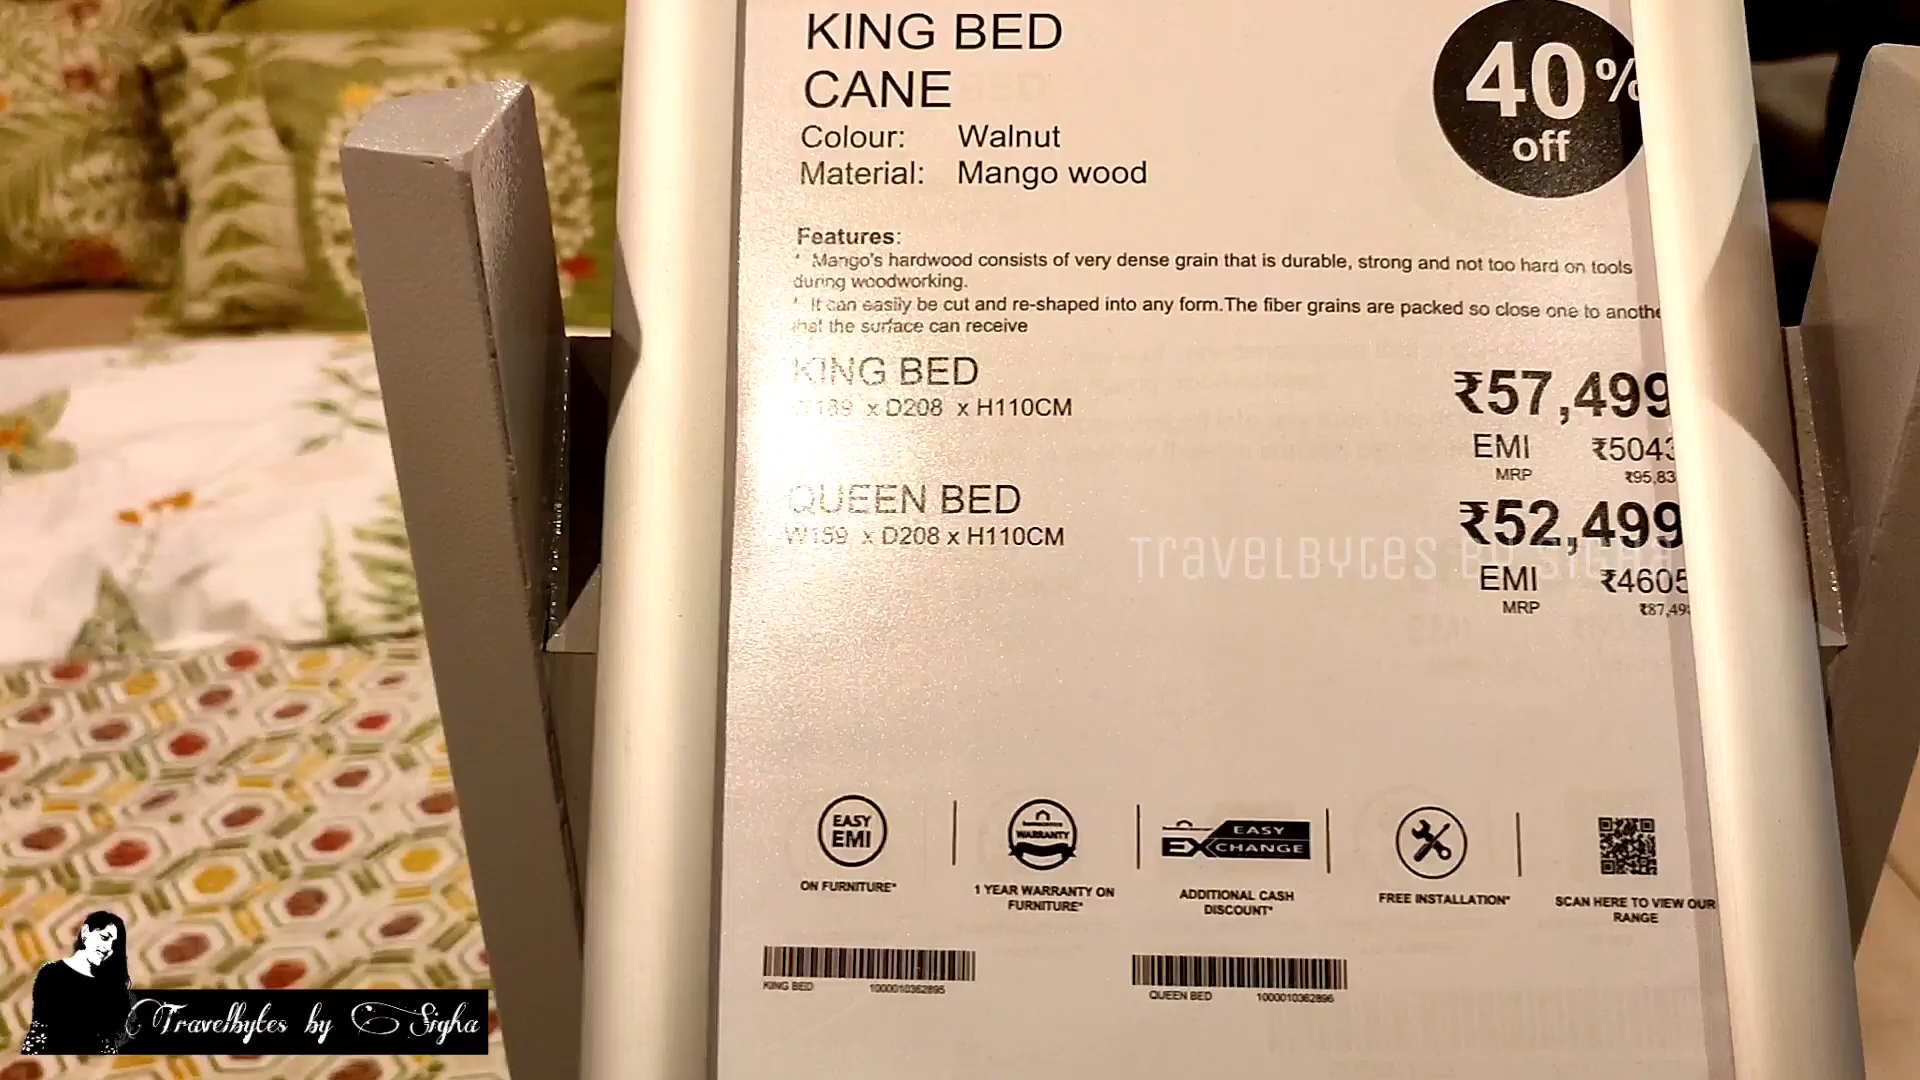 KING BED
CANE
40%
off
Colour: Walnut
Material: Mango wood
Features:
* Mango's hardwood consists of very dense grain that is durable, strong and not too hard on tools
during woodworking.
* It can easily be cut and re-shaped into any form.The fiber grains are packed so close one to anothe
that the surface can receive
KING BED ₹57,499
W189 x D208 x H110CM
EMI ₹5043
MRP ₹95,83
QUEEN BED ₹52,499
W159 x D208 x H110CM
EMI ₹4605
MRP ₹87,49
TravelBytes By
EASY
EMI
ON FURNITURE*
WARRANTY
1 YEAR WARRANTY ON
FURNITURE*
EASY
EXCHANGE
ADDITIONAL CASH
DISCOUNT*
FREE INSTALLATION*
SCAN HERE TO VIEW OUR
RANGE
KING BED 1000010362895
QUEEN BED 1000010362896
Travelbytes by Sigha